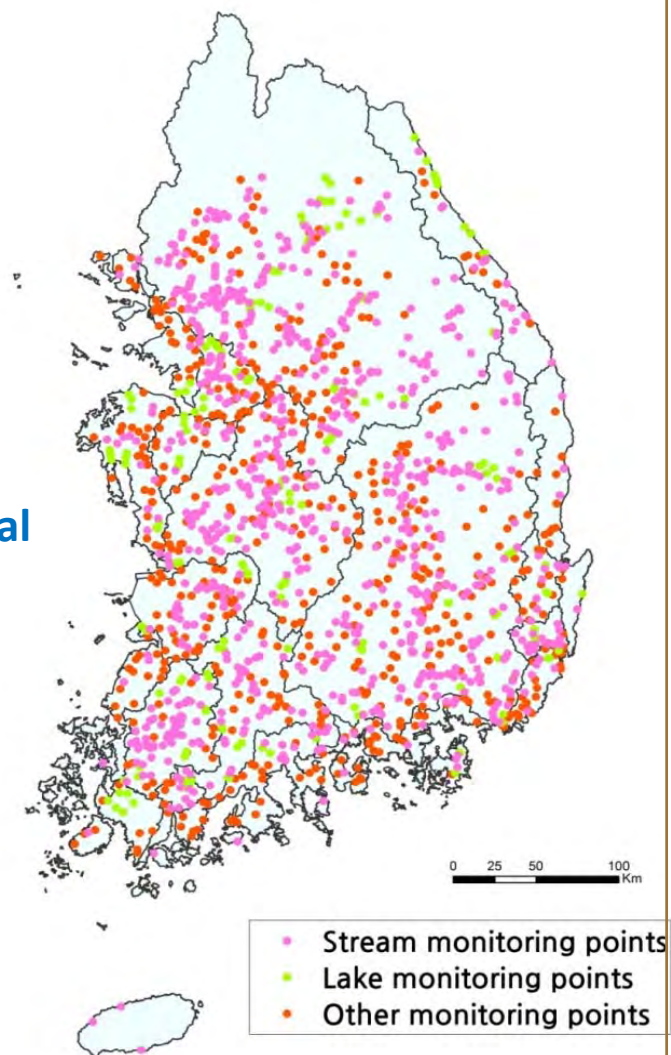 al
0 25 50 100
Km
Stream monitoring points
Lake monitoring points
Other monitoring points